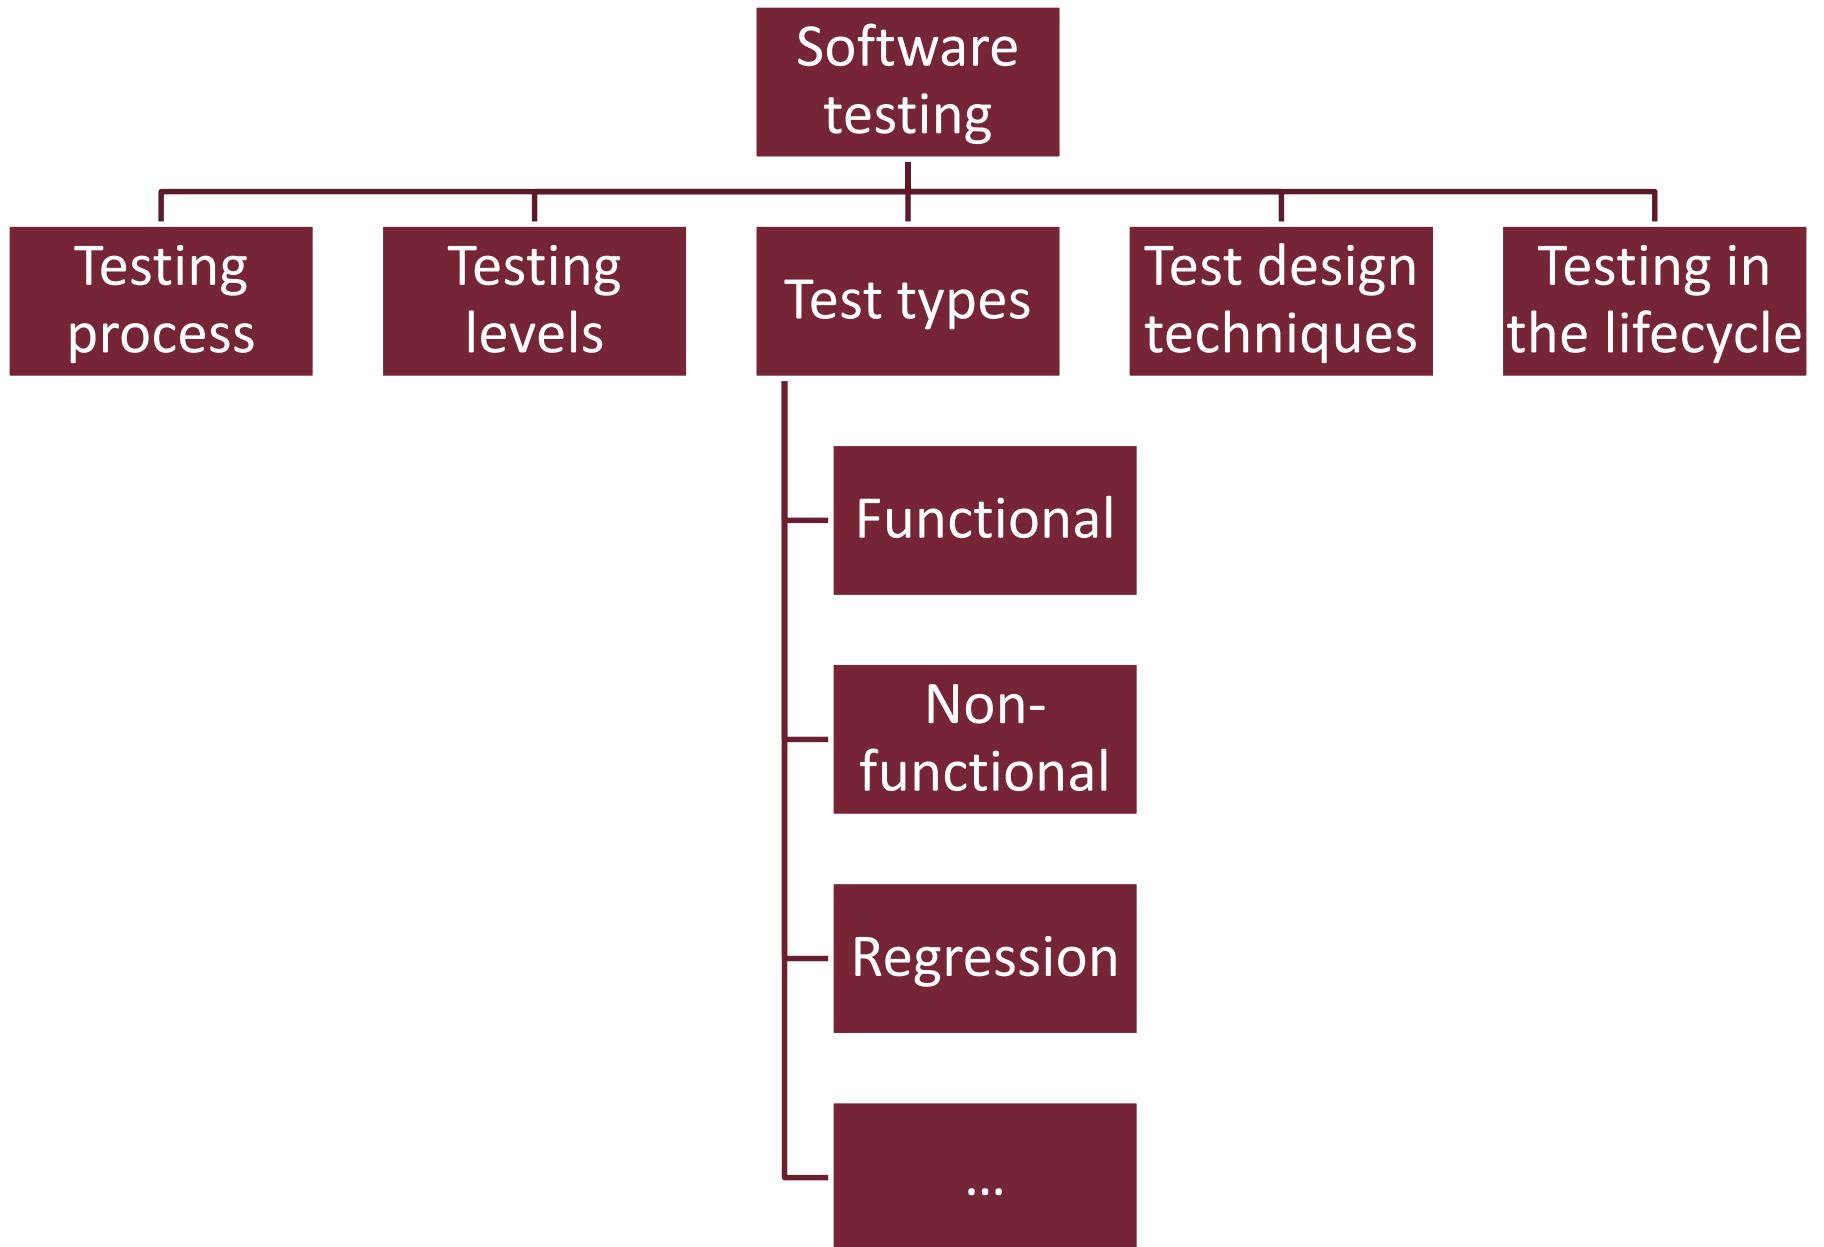 Software
testing
Testing
process
Testing
levels
Test types
Test design
techniques
Testing in
the lifecycle
Functional
Non-
functional
Regression
...